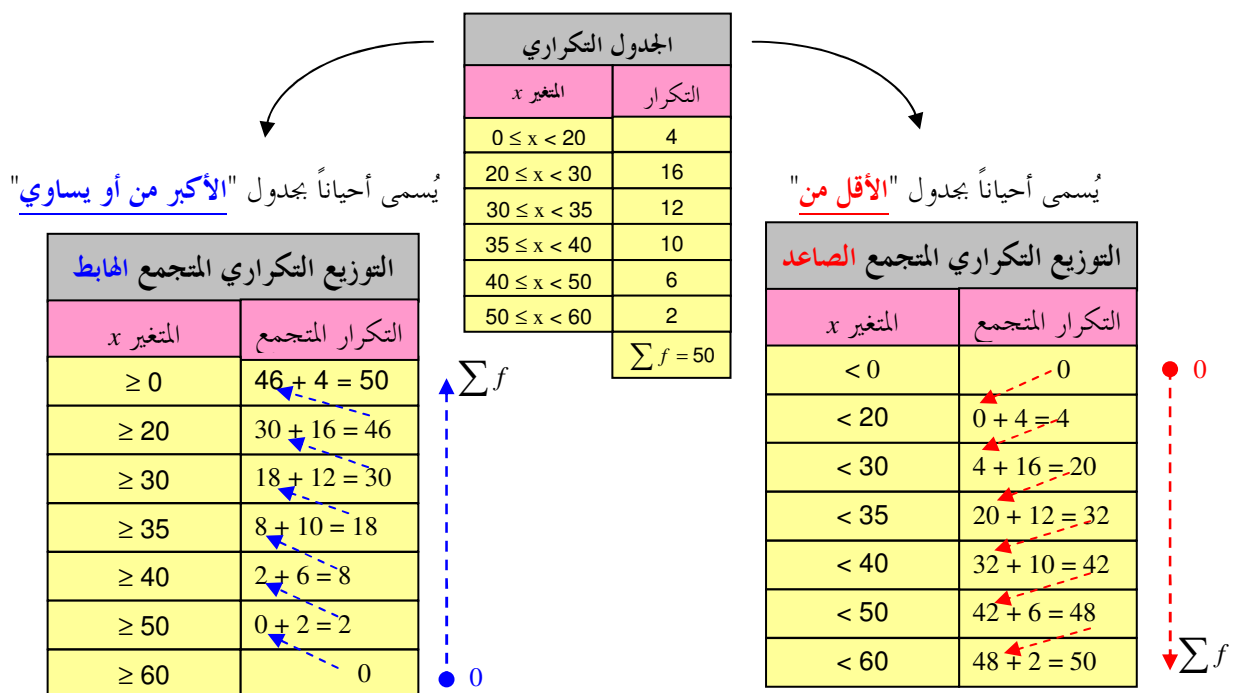 الجدول التكراري
المتغير x التكرار
0 ≤ x < 20 4
20 ≤ x < 30 16
30 ≤ x < 35 12
35 ≤ x < 40 10
40 ≤ x < 50 6
50 ≤ x < 60 2
∑ f = 50
يُسمى أحياناً بجدول "الأقل من"
التوزيع التكراري المتجمع الصاعد
المتغير x التكرار المتجمع
< 0 0
< 20 0 + 4 = 4
< 30 4 + 16 = 20
< 35 20 + 12 = 32
< 40 32 + 10 = 42
< 50 42 + 6 = 48
< 60 48 + 2 = 50
0
∑ f
يُسمى أحياناً بجدول "الأكبر من أو يساوي"
التوزيع التكراري المتجمع الهابط
المتغير x التكرار المتجمع
≥ 0 46 + 4 = 50
≥ 20 30 + 16 = 46
≥ 30 18 + 12 = 30
≥ 35 8 + 10 = 18
≥ 40 2 + 6 = 8
≥ 50 0 + 2 = 2
≥ 60 0
∑ f
0